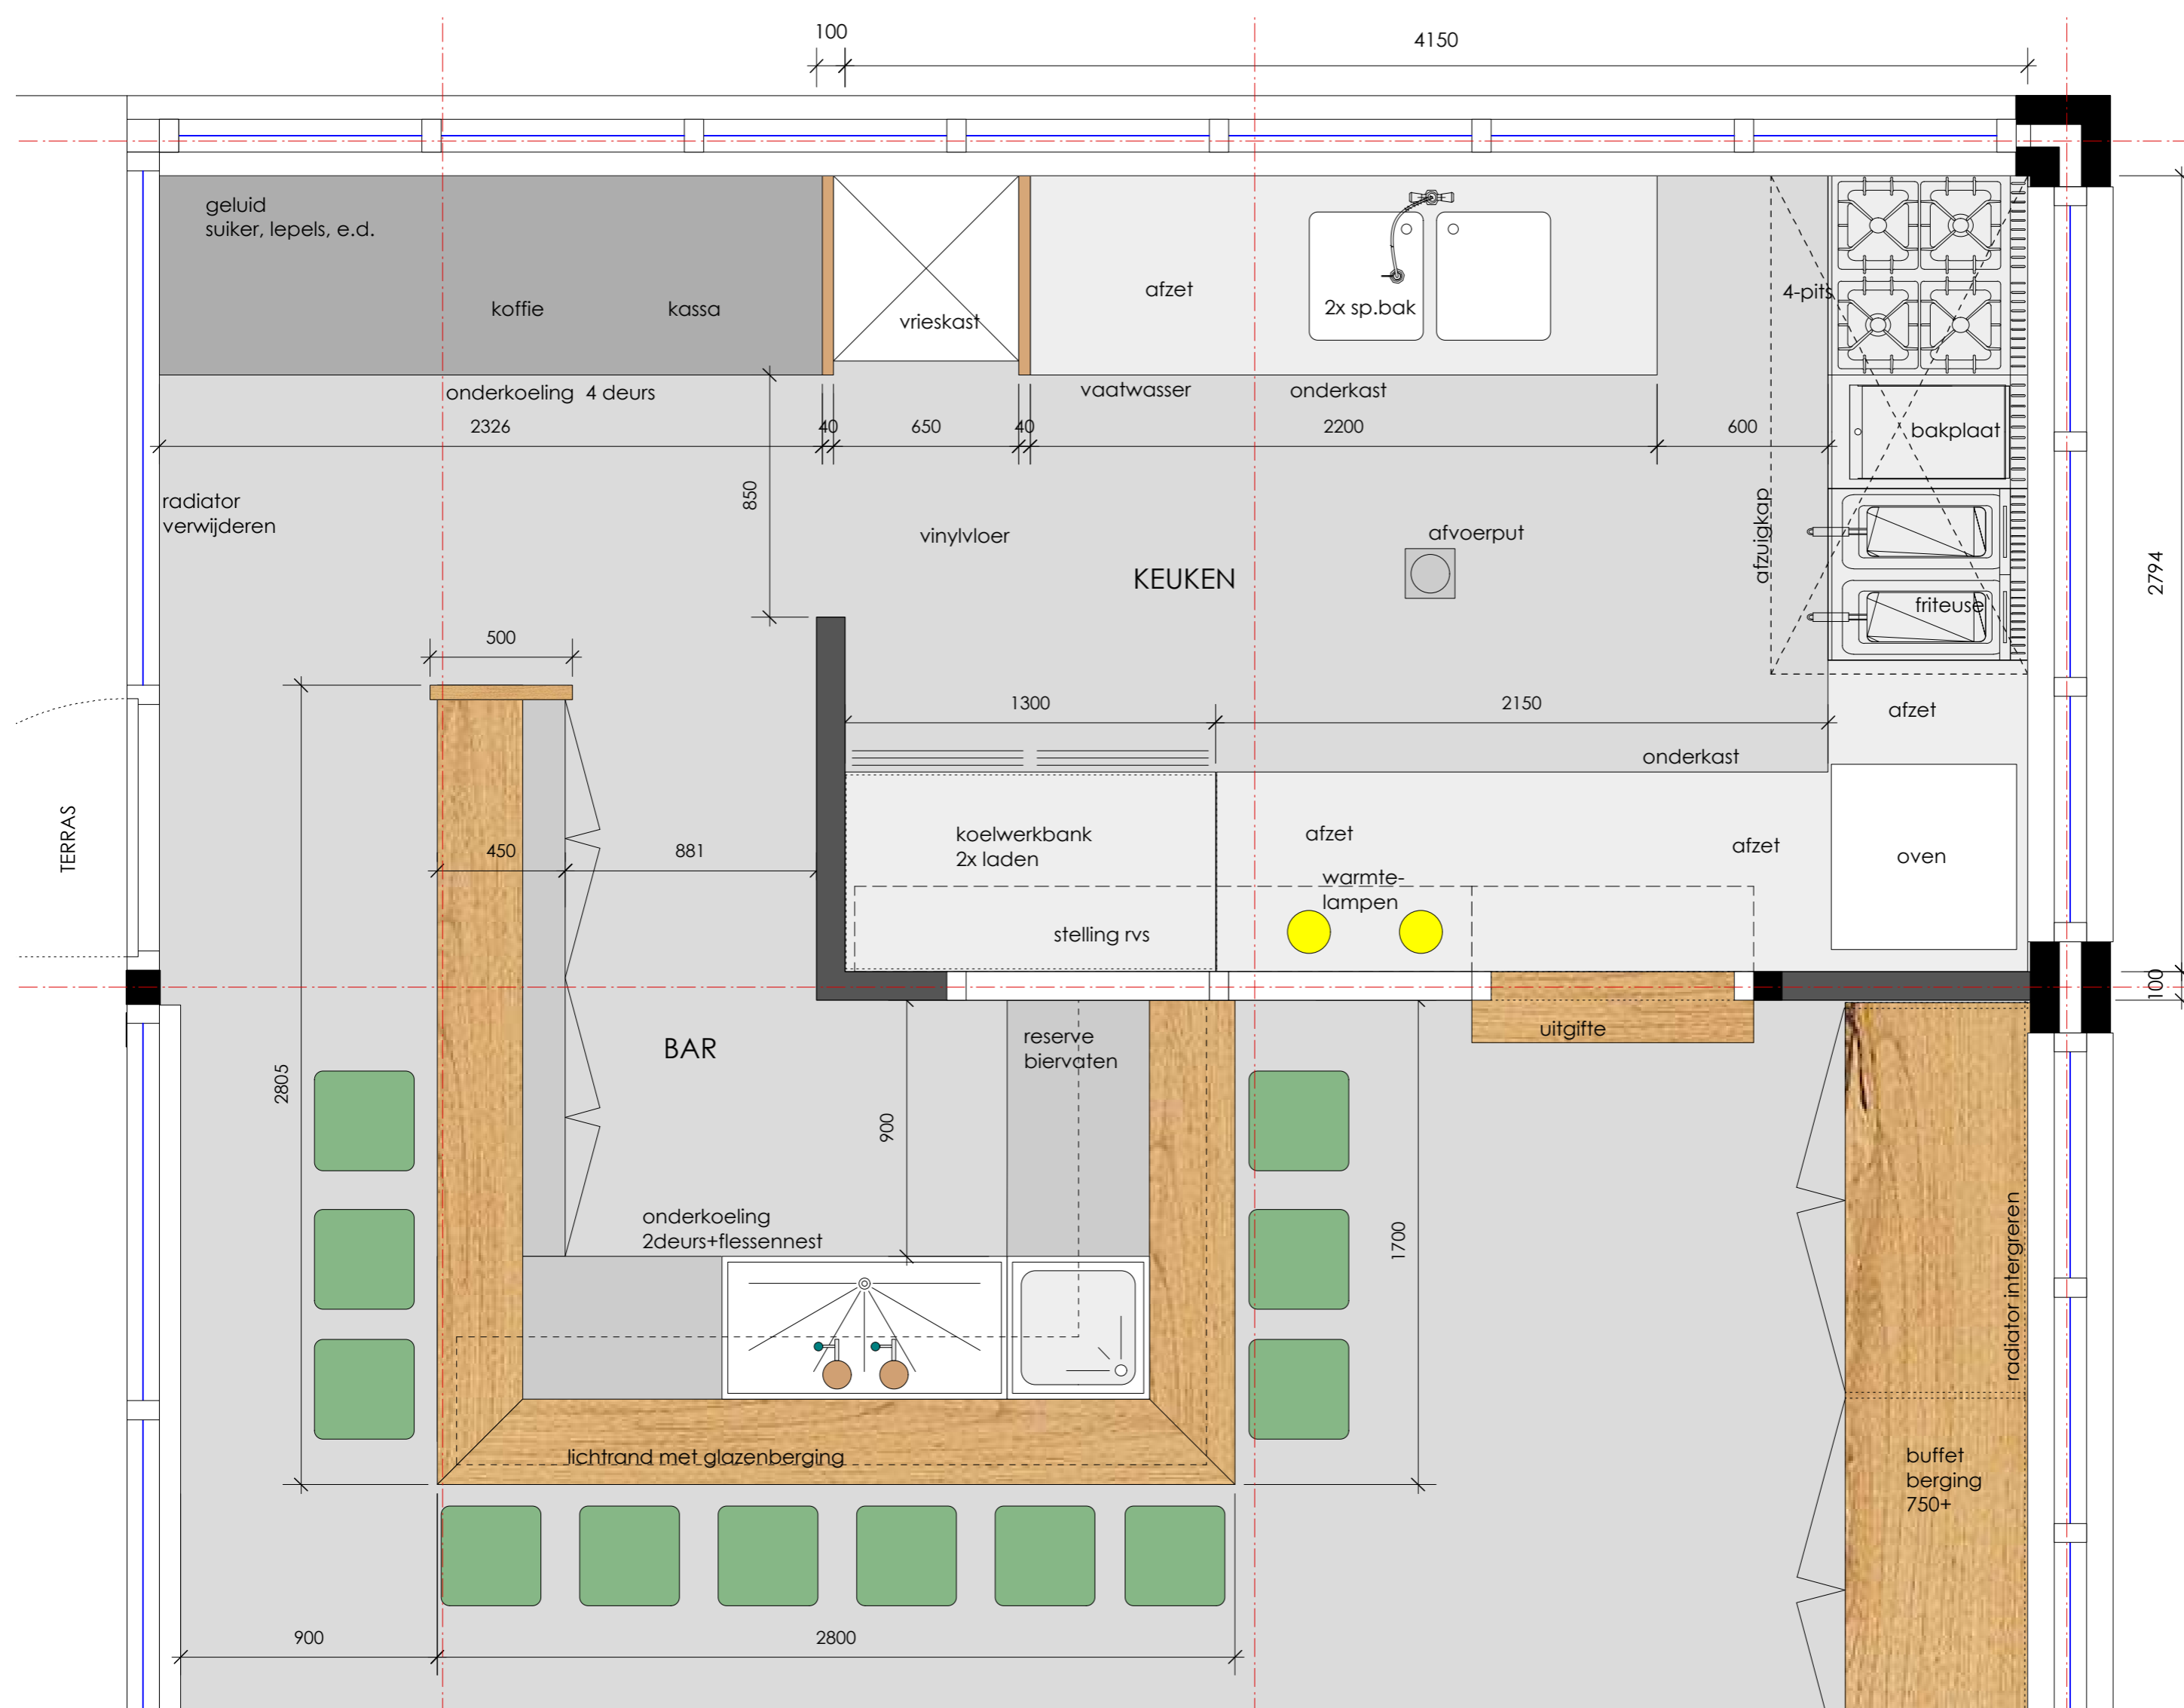 100
4150
geluid
suiker, lepels, e.d.
koffie
kassa
vrieskast
afzet
2x sp.bak
4-pits
onderkoeling 4 deurs
vaatwasser
onderkast
2326
40
650
40
2200
600
bakplaat
radiator
verwijderen
850
vinylvloer
afvoerput
afzuigkap
KEUKEN
2794
friteuse
500
1300
2150
afzet
onderkast
TERRAS
450
881
koelwerkbank
2x laden
afzet
afzet
oven
warmte-
lampen
stelling rvs
100
BAR
reserve
biervaten
uitgifte
2805
900
1700
onderkoeling
2deurs+flessennest
radiator intergreren
lichtrand met glazenberging
buffet
berging
750+
900
2800